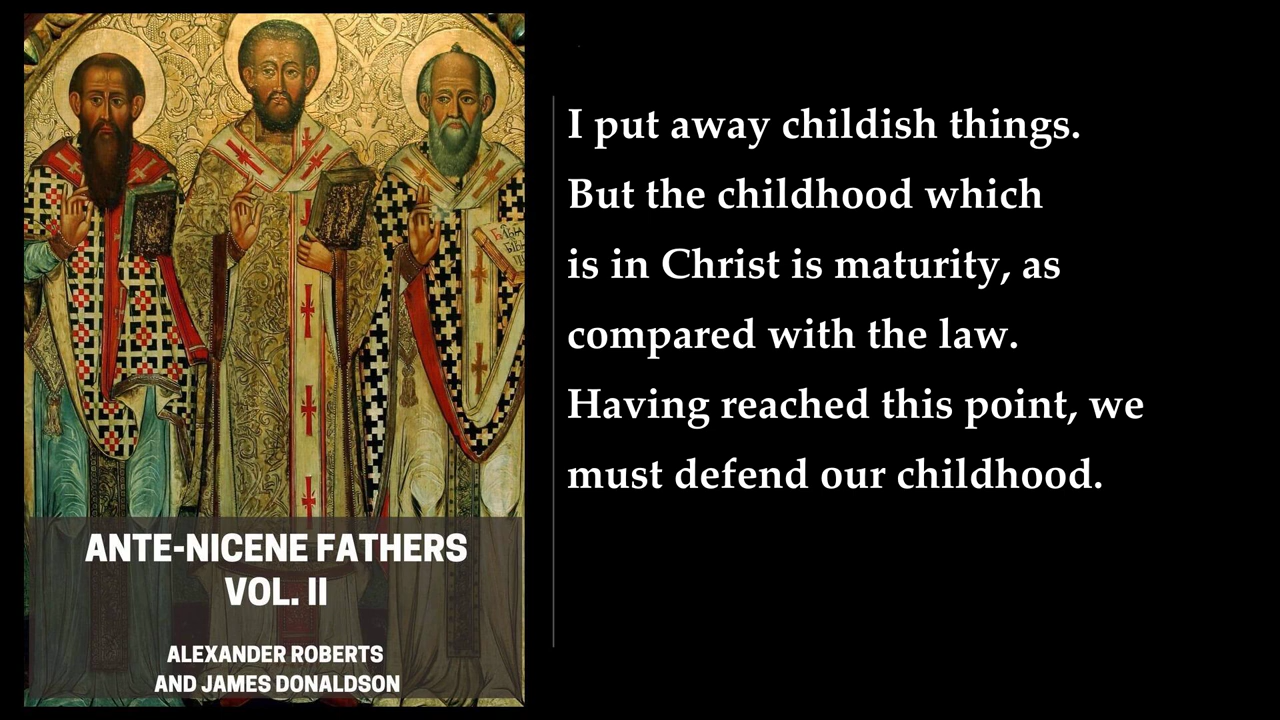 ANTE-NICENE FATHERS
VOL. II
ALEXANDER ROBERTS
AND JAMES DONALDSON
I put away childish things.
But the childhood which
is in Christ is maturity, as
compared with the law.
Having reached this point, we
must defend our childhood.